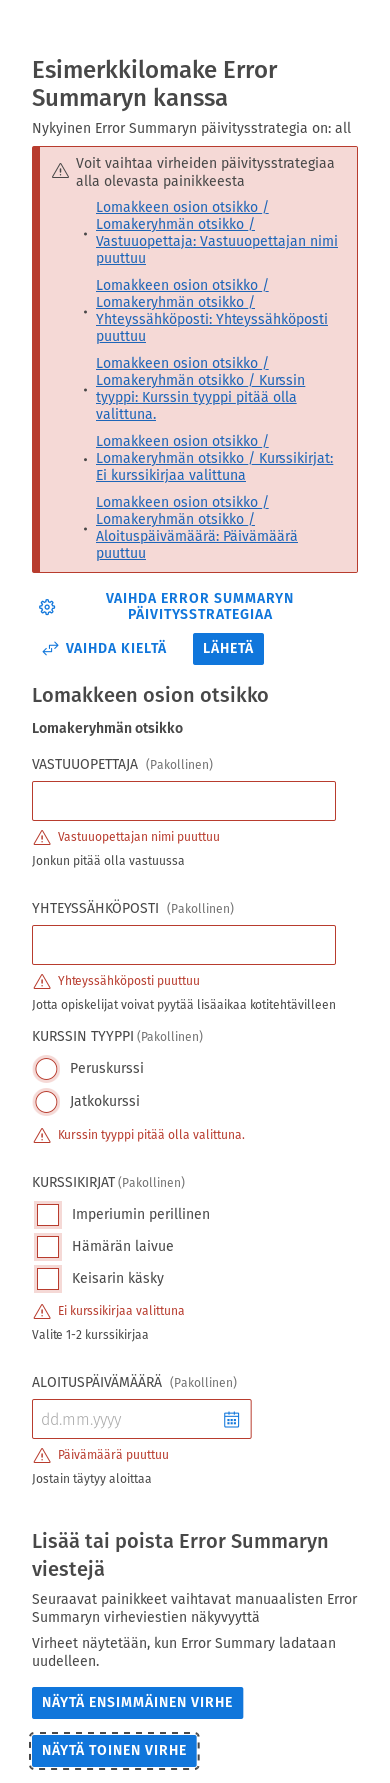 Esimerkkilomake Error
Summaryn kanssa
Nykyinen Error Summaryn päivitysstrategia on: all
Voit vaihtaa virheiden päivitysstrategiaa
alla olevasta painikkeesta
Lomakkeen osion otsikko /
Lomakeryhmän otsikko /
Vastuuopettaja: Vastuuopettajan nimi
puuttuu
Lomakkeen osion otsikko /
Lomakeryhmän otsikko /
Yhteyssähköposti: Yhteyssähköposti
puuttuu
Lomakkeen osion otsikko /
Lomakeryhmän otsikko / Kurssin
tyyppi: Kurssin tyyppi pitää olla
valittuna.
Lomakkeen osion otsikko /
Lomakeryhmän otsikko / Kurssikirjat:
Ei kurssikirjaa valittuna
Lomakkeen osion otsikko /
Lomakeryhmän otsikko /
Aloituspäivämäärä: Päivämäärä
puuttuu
VAIHDA ERROR SUMMARYN
PÄIVITYSSTRATEGIAA
VAIHDA KIELTÄ LÄHETÄ
Lomakkeen osion otsikko
Lomakeryhmän otsikko
VASTUUOPETTAJA (Pakollinen)
Vastuuopettajan nimi puuttuu
Jonkun pitää olla vastuussa
YHTEYSSÄHKÖPOSTI (Pakollinen)
Yhteyssähköposti puuttuu
Jotta opiskelijat voivat pyytää lisäaikaa kotitehtävilleen
KURSSIN TYYPPI (Pakollinen)
Peruskurssi
Jatkokurssi
Kurssin tyyppi pitää olla valittuna.
KURSSIKIRJAT (Pakollinen)
Imperiumin perillinen
Hämärän laivue
Keisarin käsky
Ei kurssikirjaa valittuna
Valite 1-2 kurssikirjaa
ALOITUSPÄIVÄMÄÄRÄ (Pakollinen)
dd.mm.yyyy
Päivämäärä puuttuu
Jostain täytyy aloittaa
Lisää tai poista Error Summaryn
viestejä
Seuraavat painikkeet vaihtavat manuaalisten Error
Summaryn virheviestien näkyvyyttä
Virheet näytetään, kun Error Summary ladataan
uudelleen.
NÄYTÄ ENSIMMÄINEN VIRHE
NÄYTÄ TOINEN VIRHE